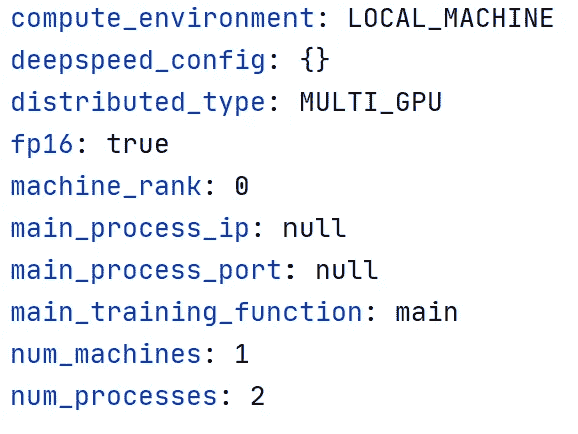 compute_environment: LOCAL_MACHINE
deepspeed_config: {}
distributed_type: MULTI_GPU
fp16: true
machine_rank: 0
main_process_ip: null
main_process_port: null
main_training_function: main
num_machines: 1
num_processes: 2